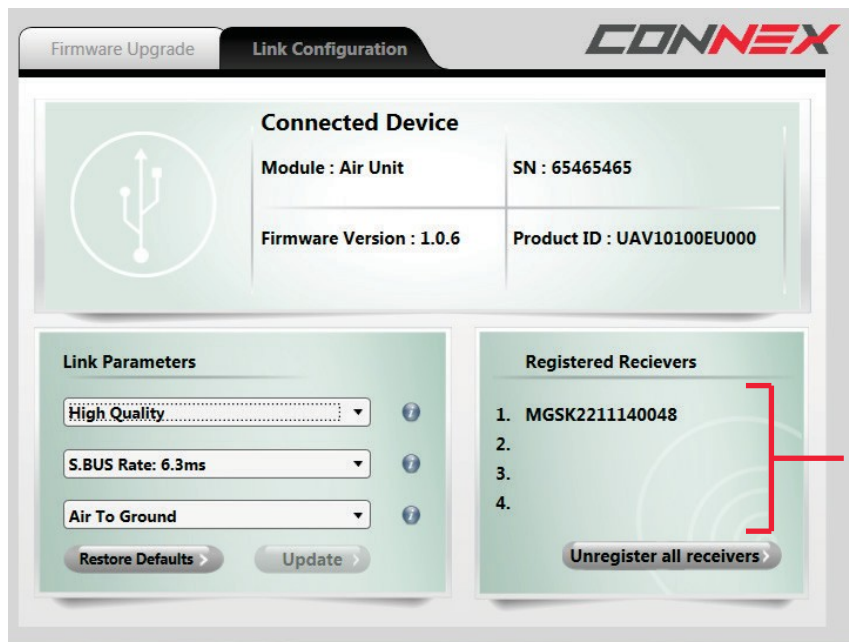 Firmware Upgrade
Link Configuration
CONNEX
Connected Device
Module : Air Unit
SN : 65465465
Firmware Version : 1.0.6
Product ID : UAV10100EU000
Link Parameters
High Quality
S.BUS Rate: 6.3ms
Air To Ground
Restore Defaults
Update
Registered Recievers
1. MGSK2211140048
2.
3.
4.
Unregister all receivers